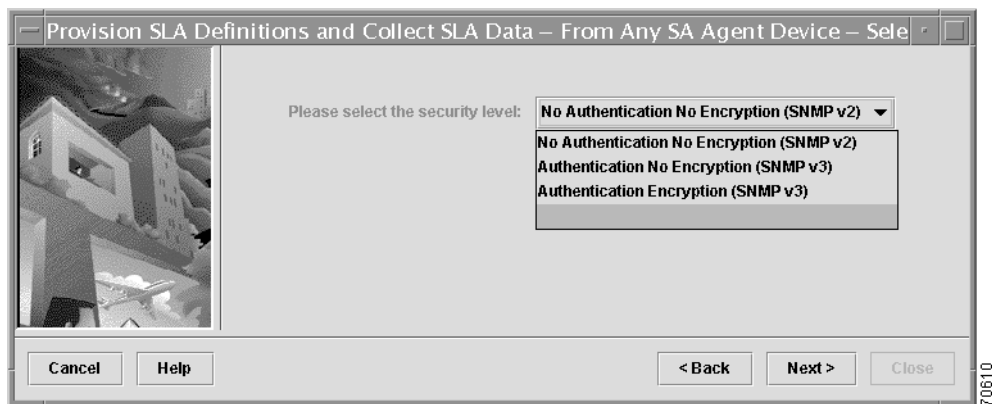 Provision SLA Definitions and Collect SLA Data – From Any SA Agent Device – Sele
Please select the security level:
No Authentication No Encryption (SNMP v2)
No Authentication No Encryption (SNMP v2)
Authentication No Encryption (SNMP v3)
Authentication Encryption (SNMP v3)
Cancel
Help
< Back
Next >
Close
70610